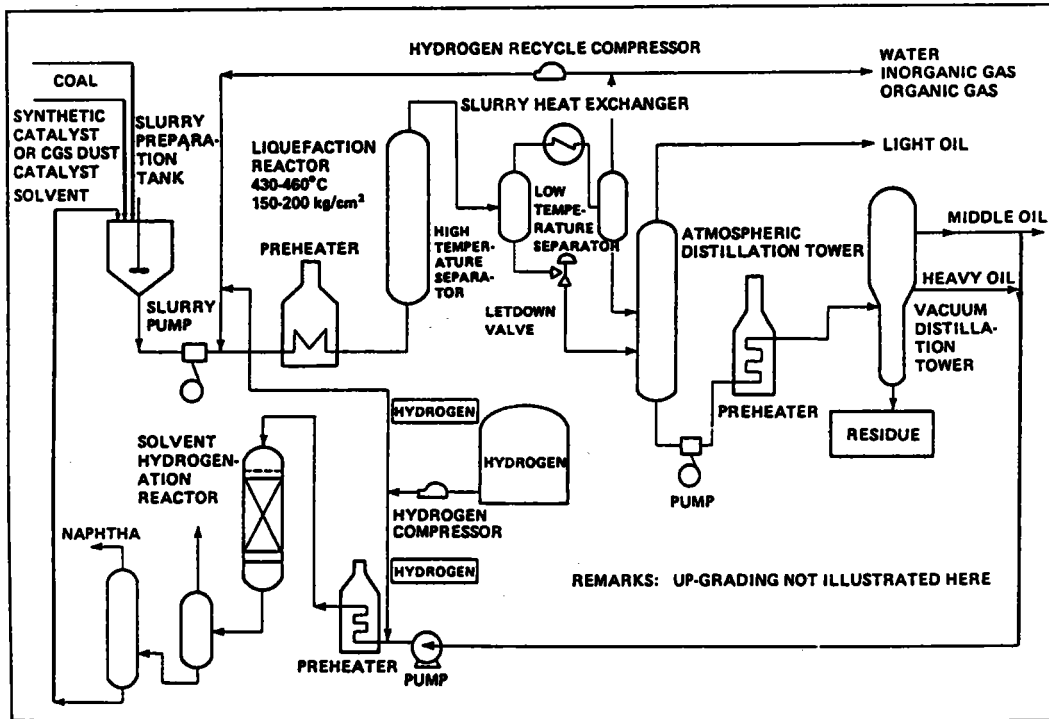 HYDROGEN RECYCLE COMPRESSOR
WATER
INORGANIC GAS
ORGANIC GAS
COAL
SYNTHETIC
CATALYST
OR CGS DUST
CATALYST
SOLVENT
SLURRY
PREPARA-
TION
TANK
SLURRY HEAT EXCHANGER
LIQUEFACTION
REACTOR
430-460°C
150-200 kg/cm²
LIGHT OIL
LOW
TEMPE-
RATURE
SEPARATOR
HIGH
TEMPER-
ATURE
SEPARA-
TOR
ATMOSPHERIC
DISTILLATION TOWER
MIDDLE OIL
PREHEATER
HEAVY OIL
SLURRY
PUMP
LETDOWN
VALVE
VACUUM
DISTILLA-
TION
TOWER
PREHEATER
HYDROGEN
RESIDUE
SOLVENT
HYDROGEN-
ATION
REACTOR
HYDROGEN
PUMP
HYDROGEN
COMPRESSOR
NAPHTHA
HYDROGEN
REMARKS: UP-GRADING NOT ILLUSTRATED HERE
PREHEATER
PUMP